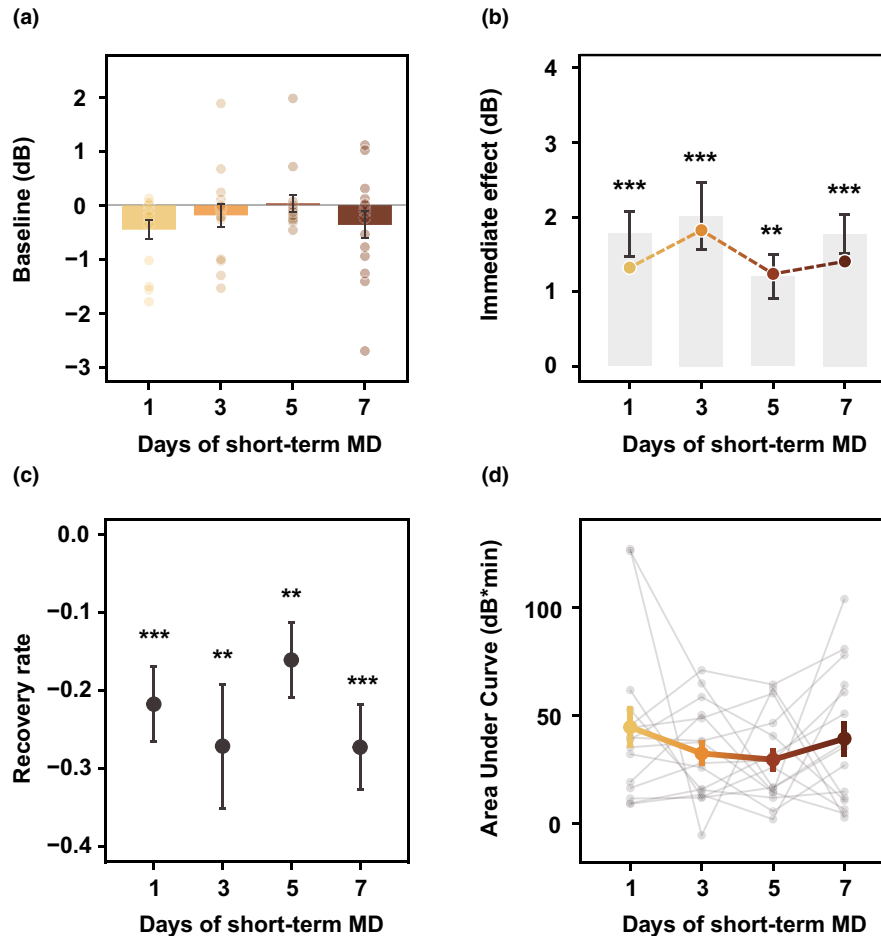 (a)
Baseline (dB)
2
1
0
−1
−2
−3
1 3 5 7
Days of short-term MD
(b)
Immediate effect (dB)
4
3
2
1
0
*** *** ** ***
1 3 5 7
Days of short-term MD
(c)
Recovery rate
0.0
−0.1
−0.2
−0.3
−0.4
*** ** ** ***
1 3 5 7
Days of short-term MD
(d)
Area Under Curve (dB*min)
100
50
0
1 3 5 7
Days of short-term MD